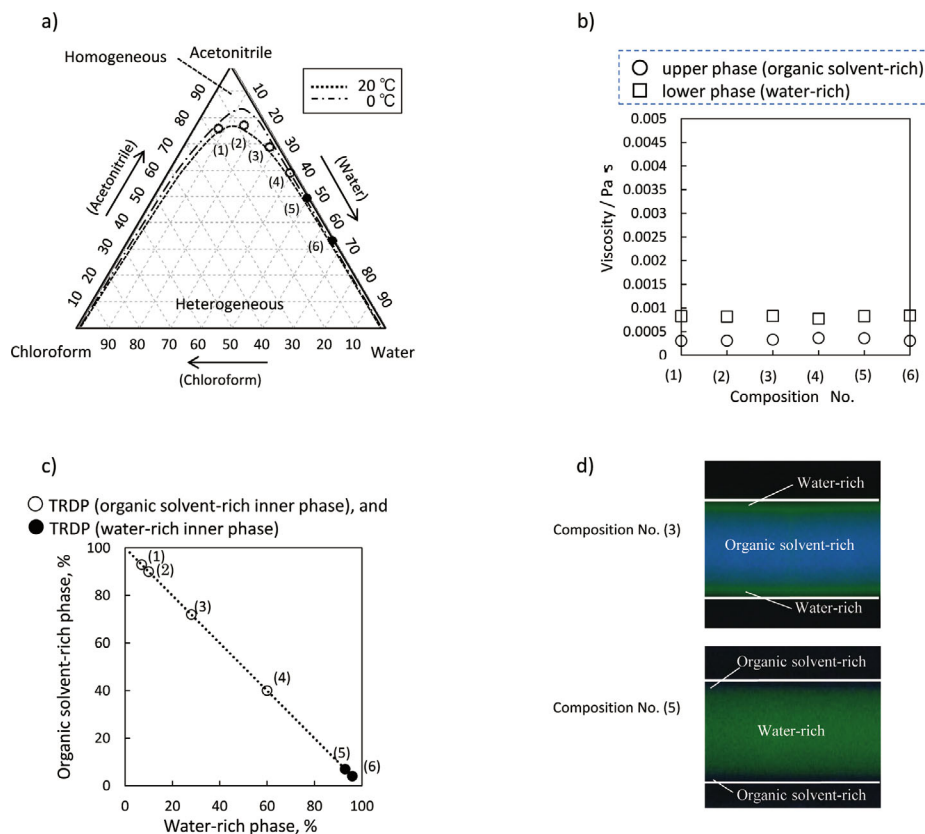 a)
Homogeneous
Acetonitrile
20 ℃
0 ℃
90
80
70
60
50
40
30
20
10
(Acetonitrile)
10
20
30
40
50
60
70
80
90
(Water)
(1)
(2)
(3)
(4)
(5)
(6)
Heterogeneous
Chloroform
90
80
70
60
50
40
30
20
10
Water
(Chloroform)
b)
upper phase (organic solvent-rich)
lower phase (water-rich)
0.005
0.0045
0.004
0.0035
0.003
0.0025
0.002
0.0015
0.001
0.0005
0
Viscosity / Pa·s
(1) (2) (3) (4) (5) (6)
Composition No.
c)
TRDP (organic solvent-rich inner phase), and
TRDP (water-rich inner phase)
100
80
60
40
20
0
Organic solvent-rich phase, %
(1)
(2)
(3)
(4)
(5)
(6)
0 20 40 60 80 100
Water-rich phase, %
d)
Composition No. (3)
Water-rich
Organic solvent-rich
Water-rich
Composition No. (5)
Organic solvent-rich
Water-rich
Organic solvent-rich